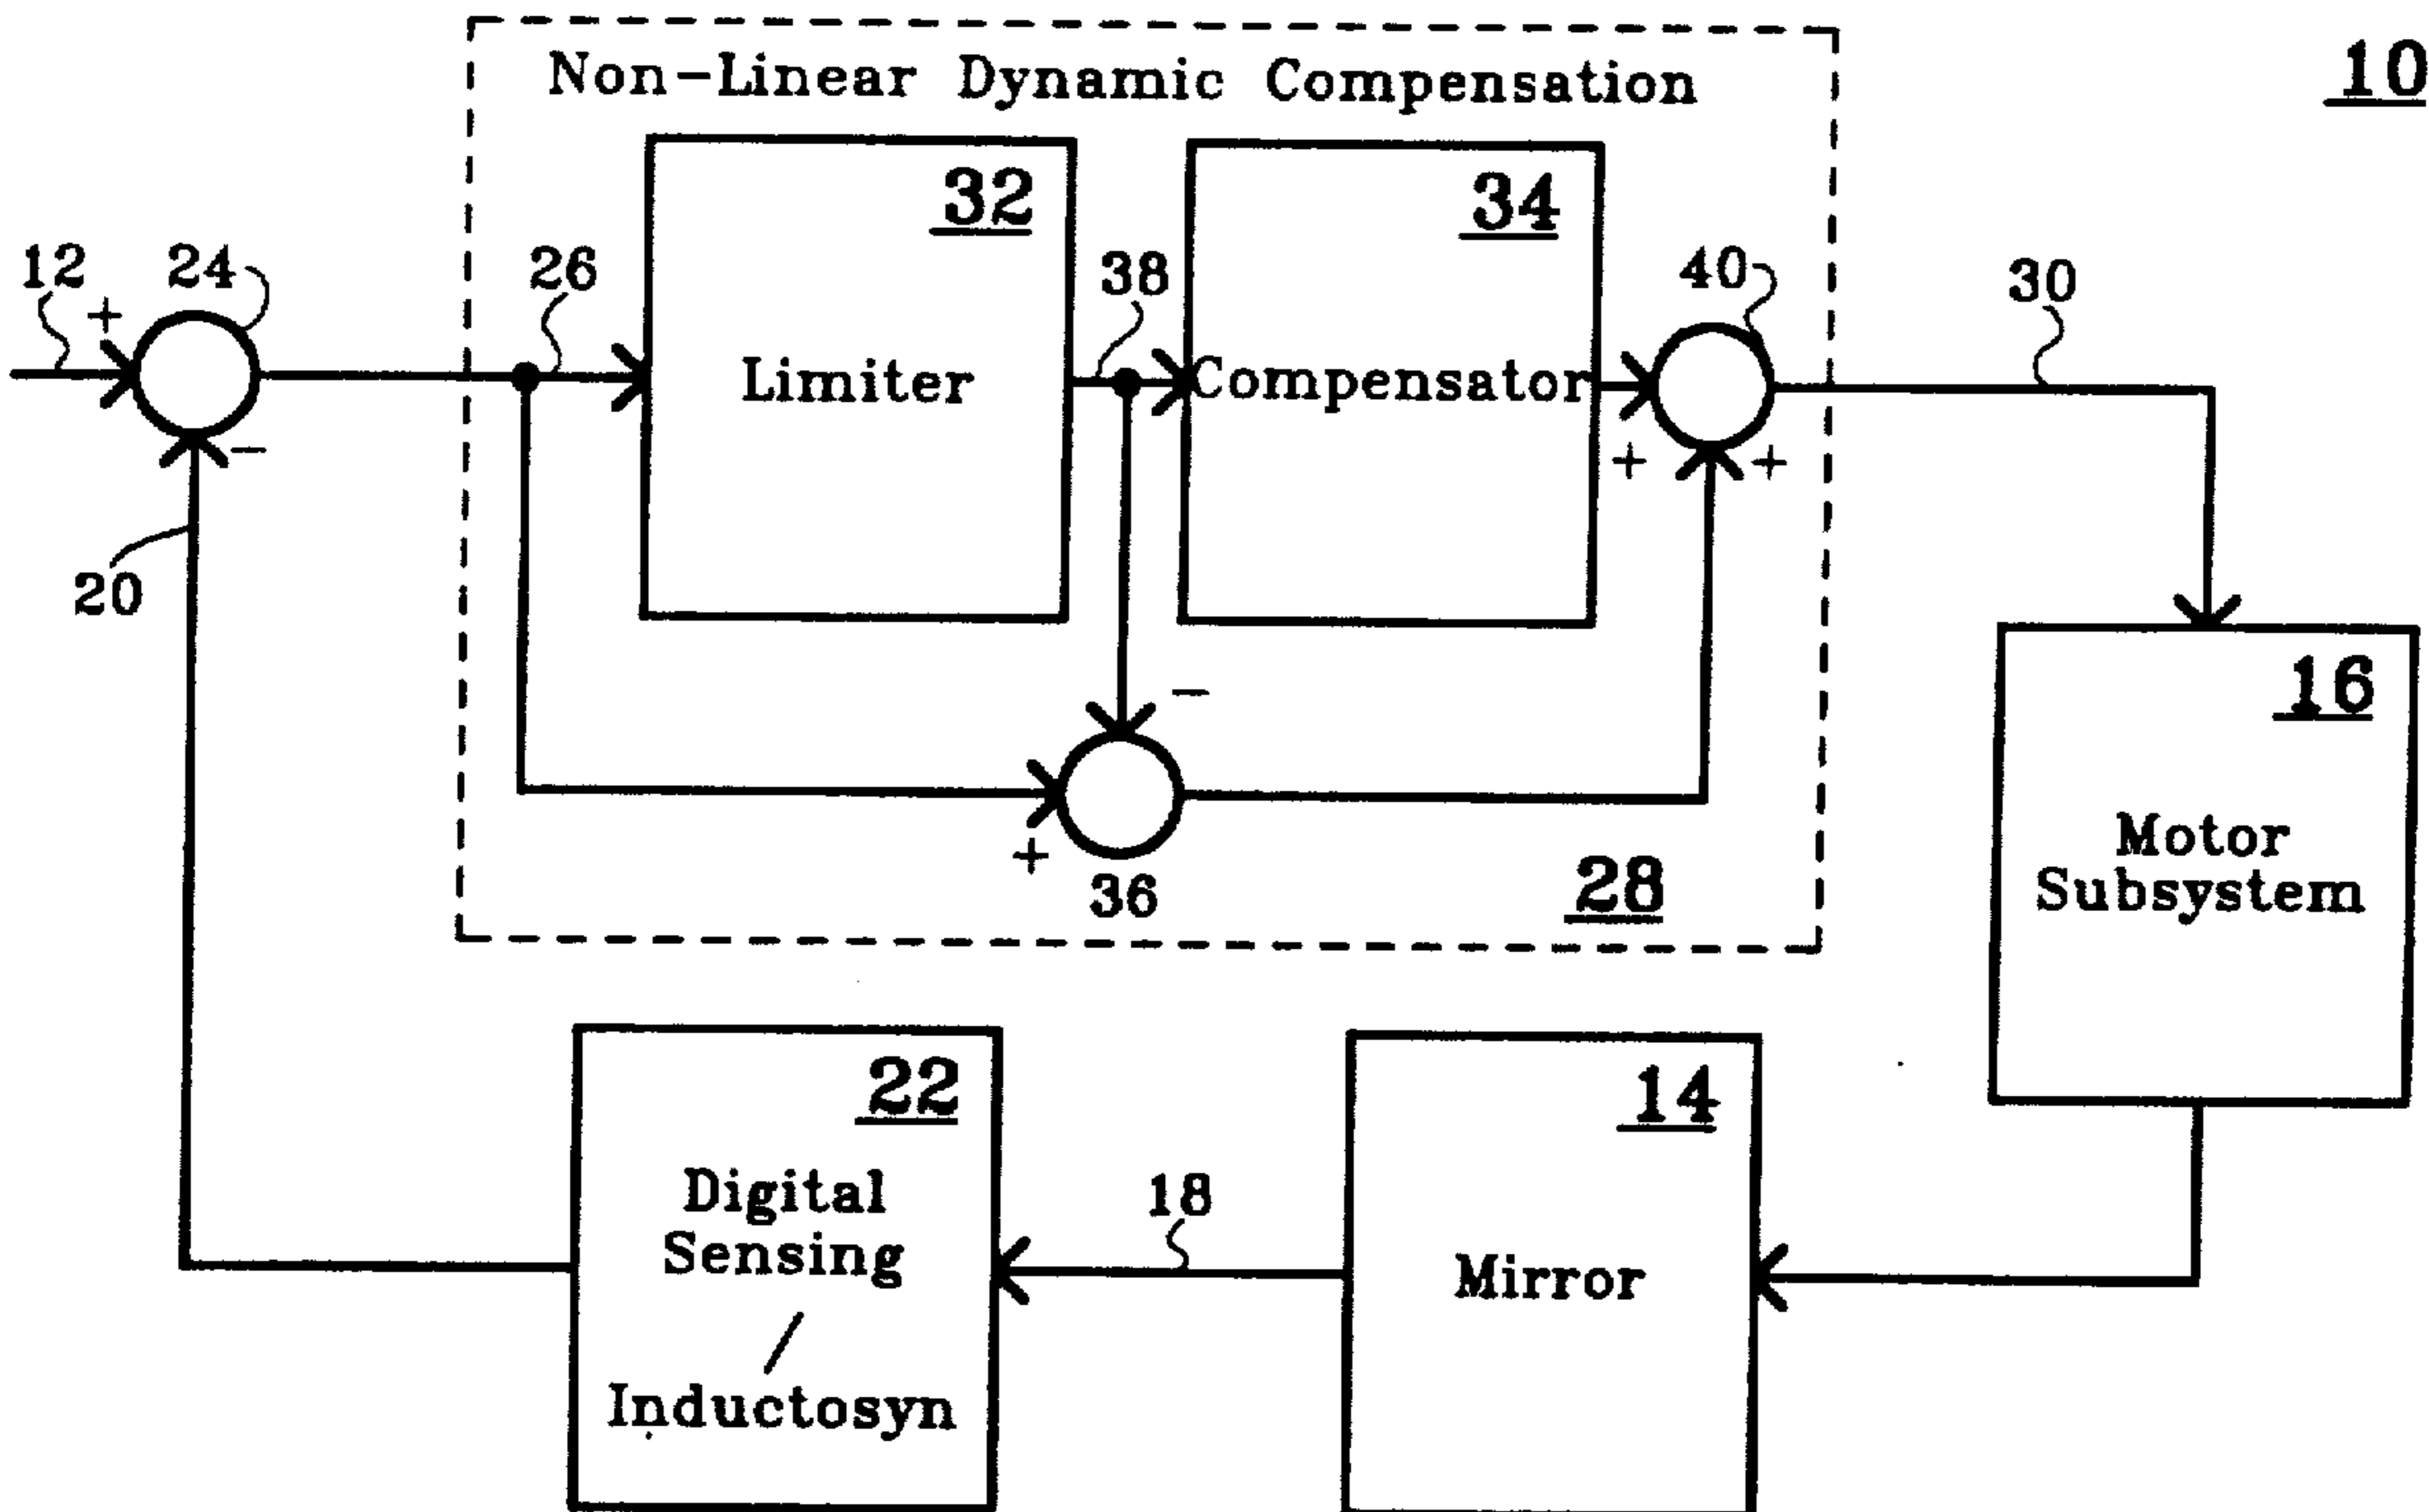 10
Non-Linear Dynamic Compensation
32
34
12
24
26
38
40
30
+
Limiter
Compensator
-
+
+
20
16
-
Motor
Subsystem
+
36
28
22
14
Digital
Sensing
/
Inductosyn
18
Mirror